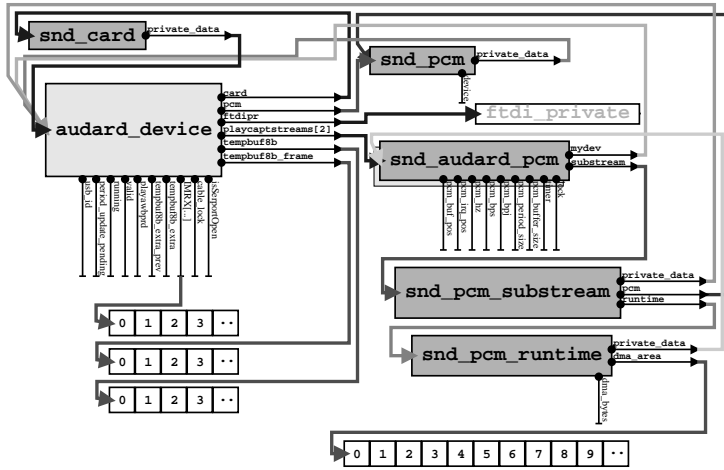 snd_card
private_data
snd_pcm
private_data
device
ftdi_private
audard_device
card
pcm
ftdipr
playcaptstreams[2]
tempbuf8b
tempbuf8b_frame
usb_id
period_update_pending
running
valid
playawbprd
tempbuf8b_extra_prev
tempbuf8b_extra
IMRX[...]
cable_lock
isSerportOpen
snd_audard_pcm
mydev
substream
pcm_buf_pos
pcm_irq_pos
pcm_hz
pcm_bps
pcm_bpj
pcm_period_size
pcm_buffer_size
timer
lock
snd_pcm_substream
private_data
pcm
runtime
0 1 2 3 ··
snd_pcm_runtime
private_data
dma_area
dma_bytes
0 1 2 3 ··
0 1 2 3 ··
0 1 2 3 4 5 6 7 8 9 ··